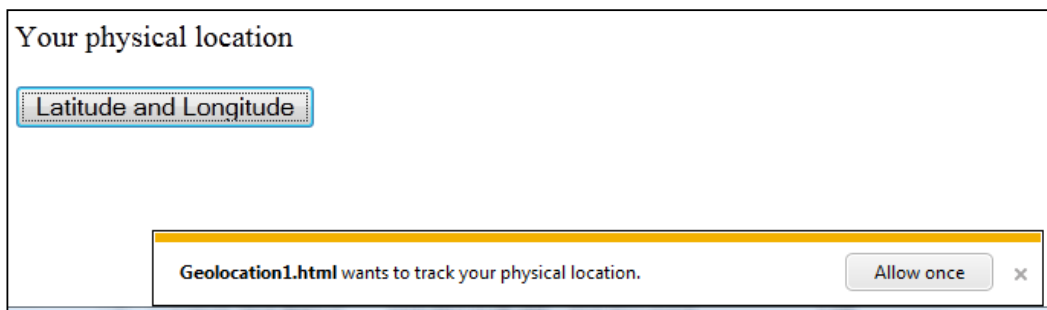 Your physical location
Latitude and Longitude
Geolocation1.html wants to track your physical location. Allow once ×